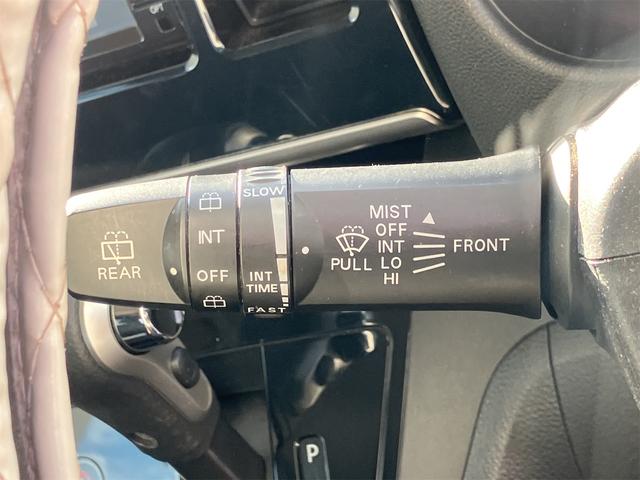 REAR
INT
OFF
SLOW
INT
TIME
FAST
PULL
MIST
OFF
INT
LO
HI
FRONT
P